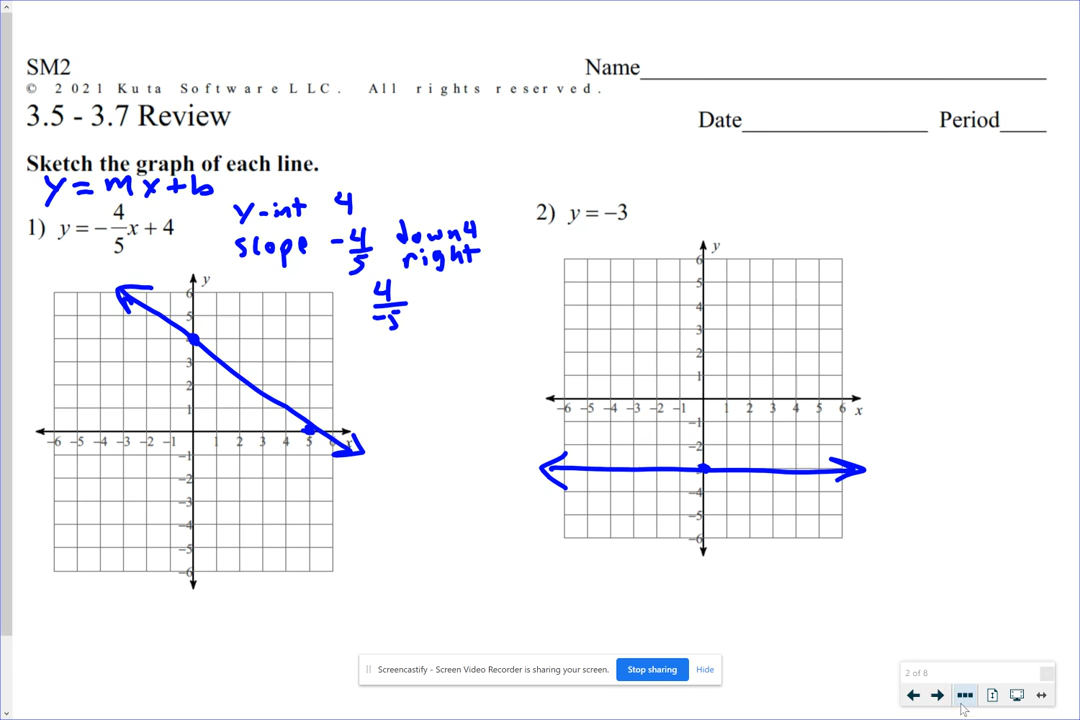 SM2
Name
© 2021 Kuta Software LLC. All rights reserved.
3.5 - 3.7 Review
Date Period
Sketch the graph of each line.
y = mx + b
1) y = -4/5 x + 4
y-int 4
slope -4/5 down 4
right
4/-5
y
6
5
3
2
1
-6 -5 -4 -3 -2 -1 1 2 3 4 5 6 x
-1
-2
-3
-4
-5
-6
2) y = −3
y
6
5
4
3
2
1
-6 -5 -4 -3 -2 -1 1 2 3 4 5 6 x
-1
-2
-4
-5
-6
Screencastify - Screen Video Recorder is sharing your screen. Stop sharing Hide
2 of 8